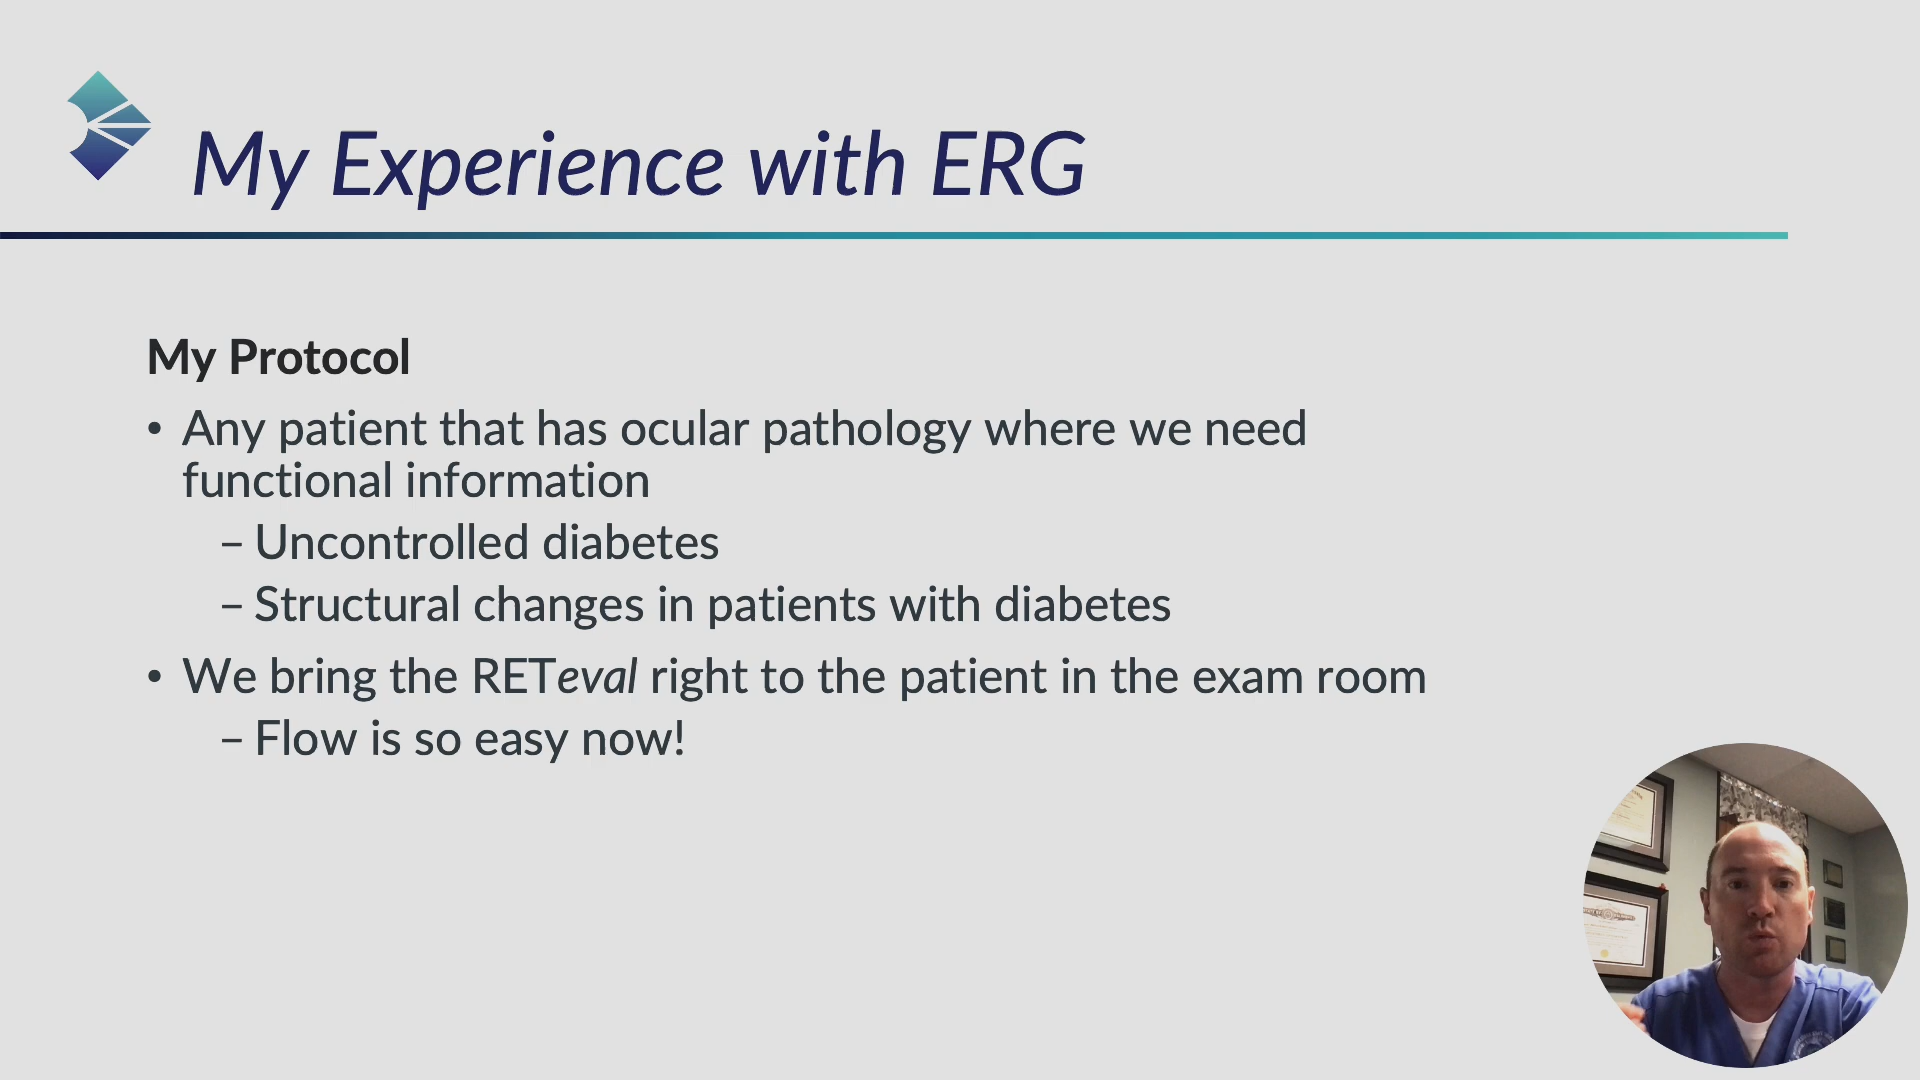 My Experience with ERG
My Protocol
• Any patient that has ocular pathology where we need
functional information
– Uncontrolled diabetes
– Structural changes in patients with diabetes
• We bring the RETeval right to the patient in the exam room
– Flow is so easy now!